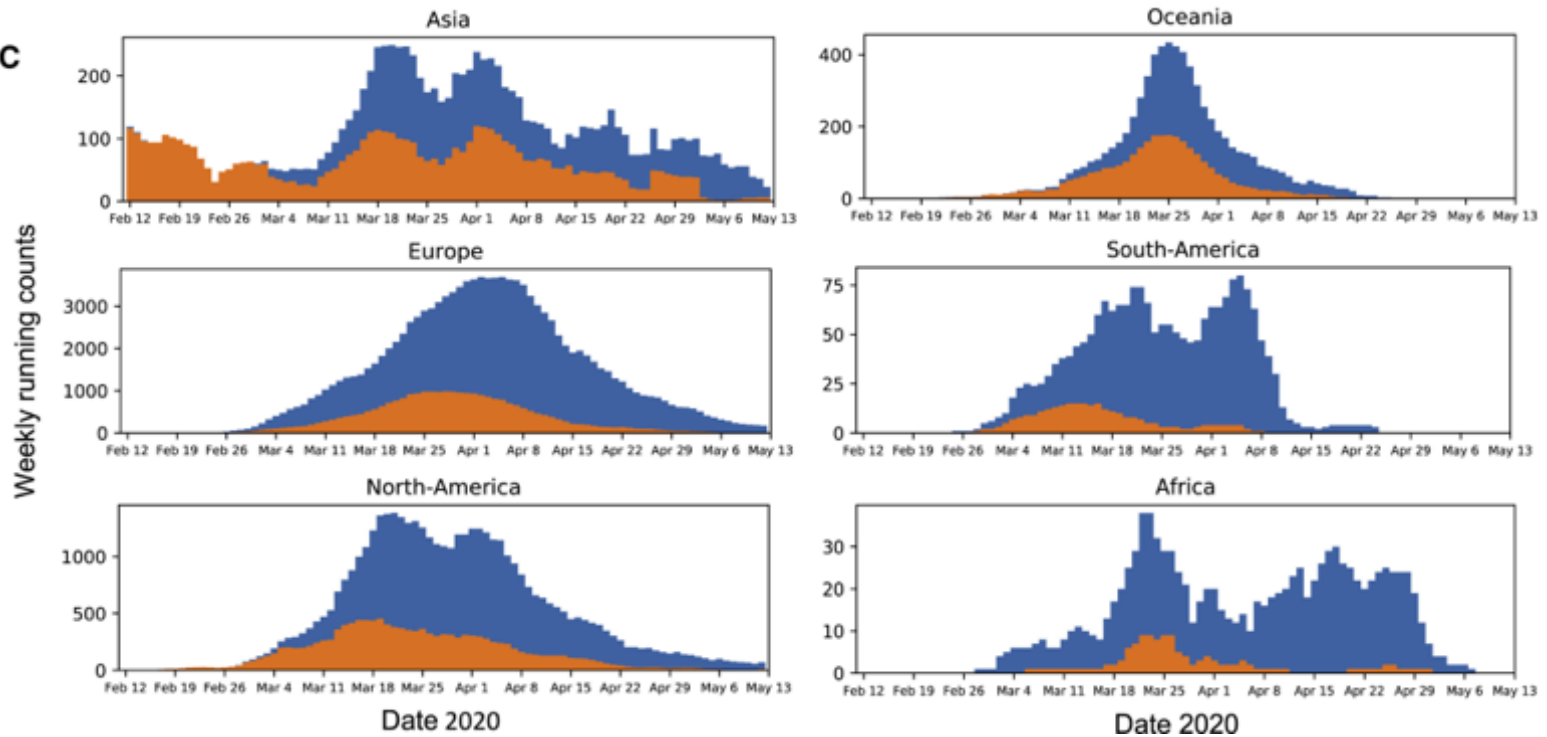 C
Asia
200
100
0
Feb 12 Feb 19 Feb 26 Mar 4 Mar 11 Mar 18 Mar 25 Apr 1 Apr 8 Apr 15 Apr 22 Apr 29 May 6 May 13
Oceania
400
200
0
Feb 12 Feb 19 Feb 26 Mar 4 Mar 11 Mar 18 Mar 25 Apr 1 Apr 8 Apr 15 Apr 22 Apr 29 May 6 May 13
Weekly running counts
Europe
3000
2000
1000
0
Feb 12 Feb 19 Feb 26 Mar 4 Mar 11 Mar 18 Mar 25 Apr 1 Apr 8 Apr 15 Apr 22 Apr 29 May 6 May 13
South-America
75
50
25
0
Feb 12 Feb 19 Feb 26 Mar 4 Mar 11 Mar 18 Mar 25 Apr 1 Apr 8 Apr 15 Apr 22 Apr 29 May 6 May 13
North-America
1000
500
0
Feb 12 Feb 19 Feb 26 Mar 4 Mar 11 Mar 18 Mar 25 Apr 1 Apr 8 Apr 15 Apr 22 Apr 29 May 6 May 13
Date 2020
Africa
30
20
10
0
Feb 12 Feb 19 Feb 26 Mar 4 Mar 11 Mar 18 Mar 25 Apr 1 Apr 8 Apr 15 Apr 22 Apr 29 May 6 May 13
Date 2020